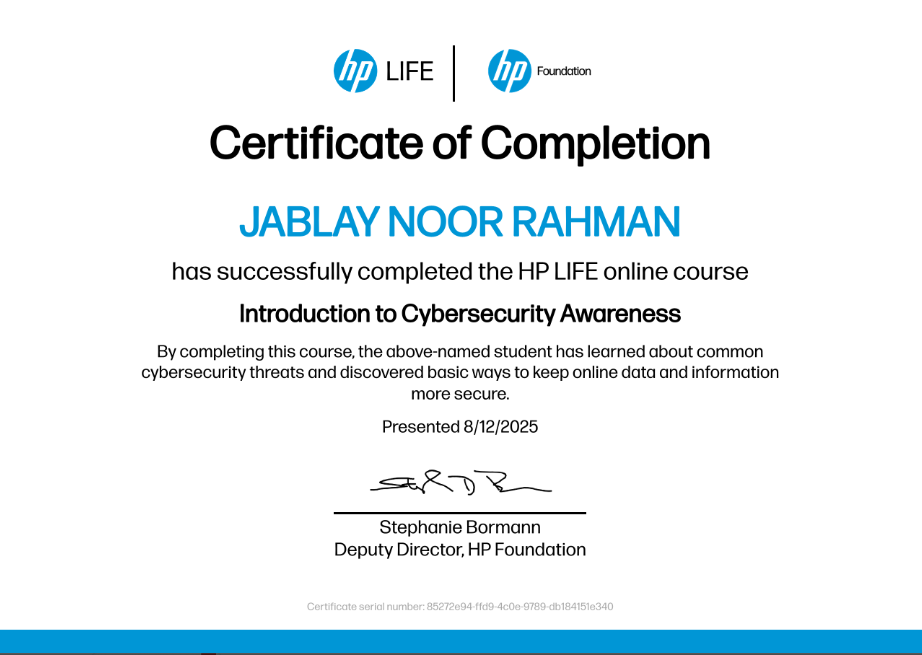 hp LIFE hp Foundation
Certificate of Completion
JABLAY NOOR RAHMAN
has successfully completed the HP LIFE online course
Introduction to Cybersecurity Awareness
By completing this course, the above-named student has learned about common
cybersecurity threats and discovered basic ways to keep online data and information
more secure.
Presented 8/12/2025
Stephanie Bormann
Deputy Director, HP Foundation
Certificate serial number: 85272e94-ffd9-4c0e-9789-db184151e340